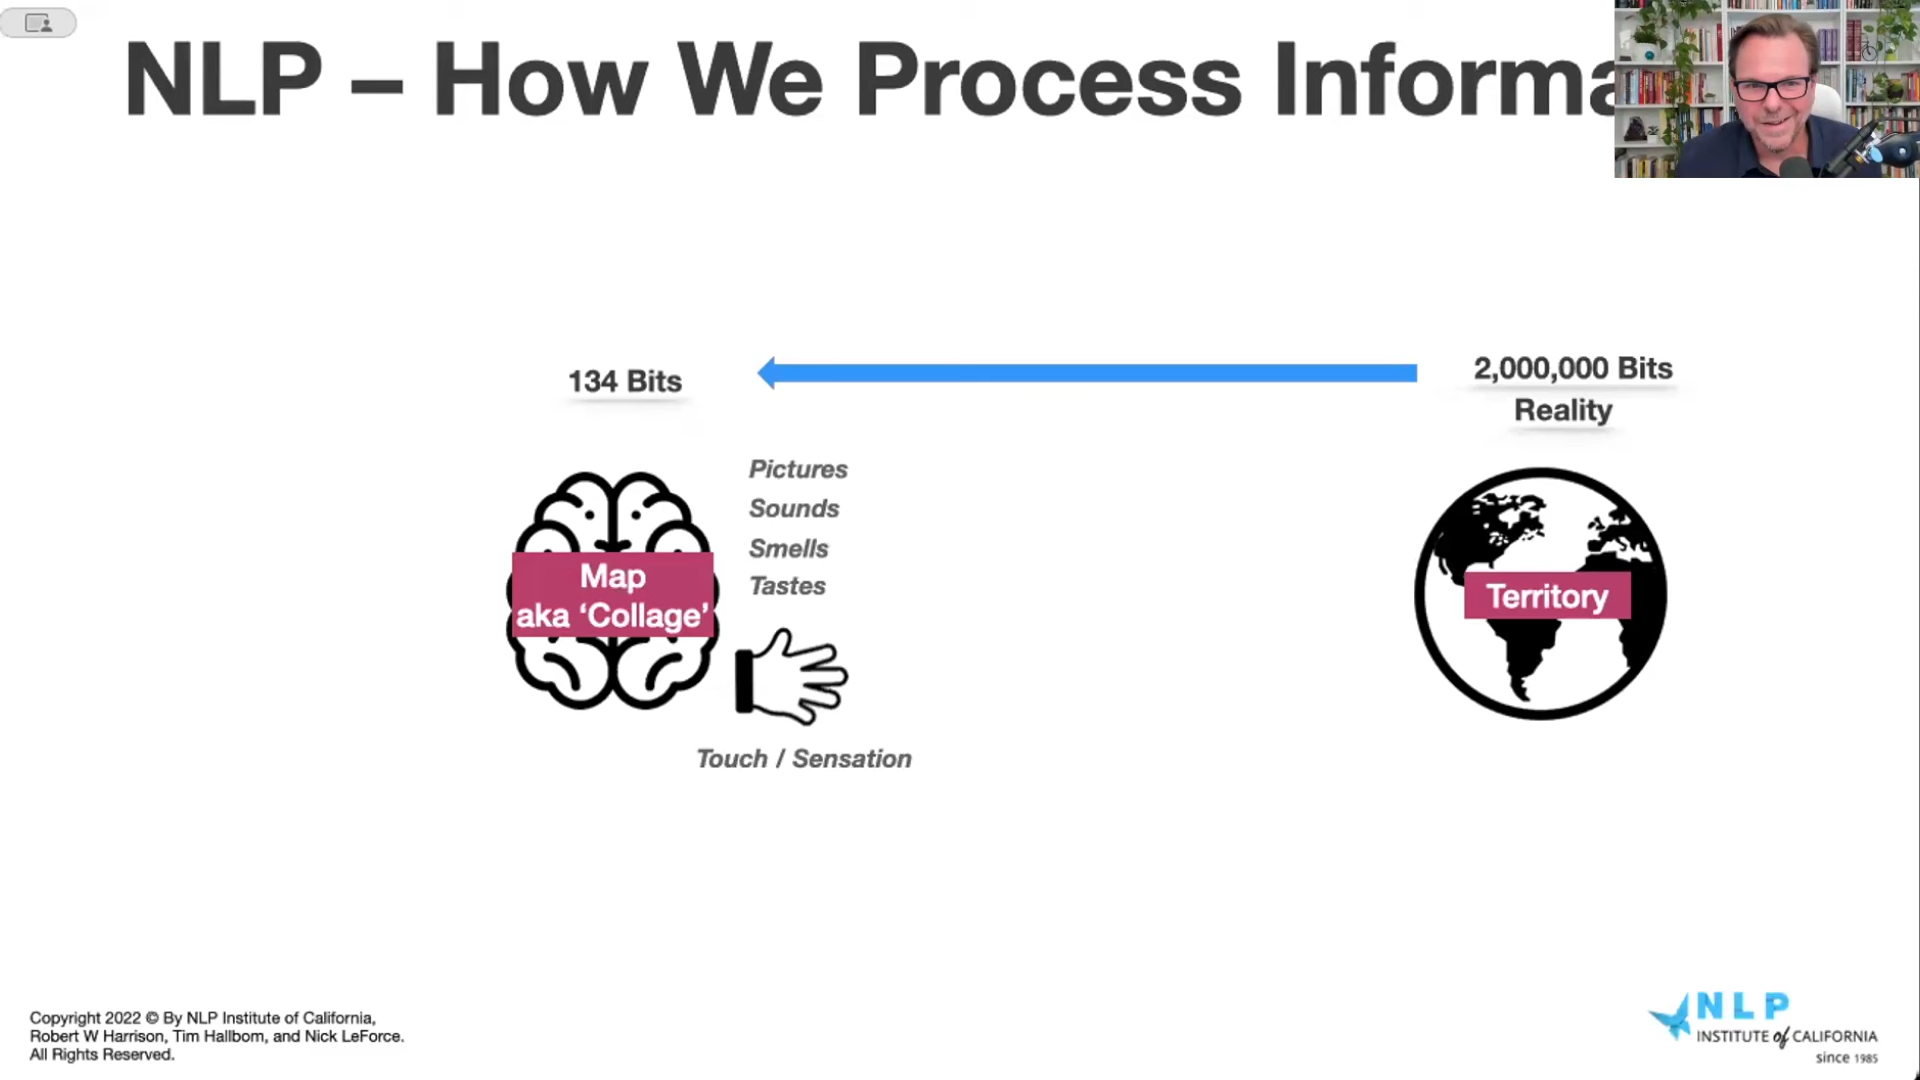 NLP – How We Process Informa
134 Bits
2,000,000 Bits
Reality
Pictures
Sounds
Smells
Tastes
Map
aka ‘Collage’
Territory
Touch / Sensation
Copyright 2022 © By NLP Institute of California,
Robert W Harrison, Tim Hallbom, and Nick LeForce.
All Rights Reserved.
NLP
INSTITUTE of CALIFORNIA
since 1985